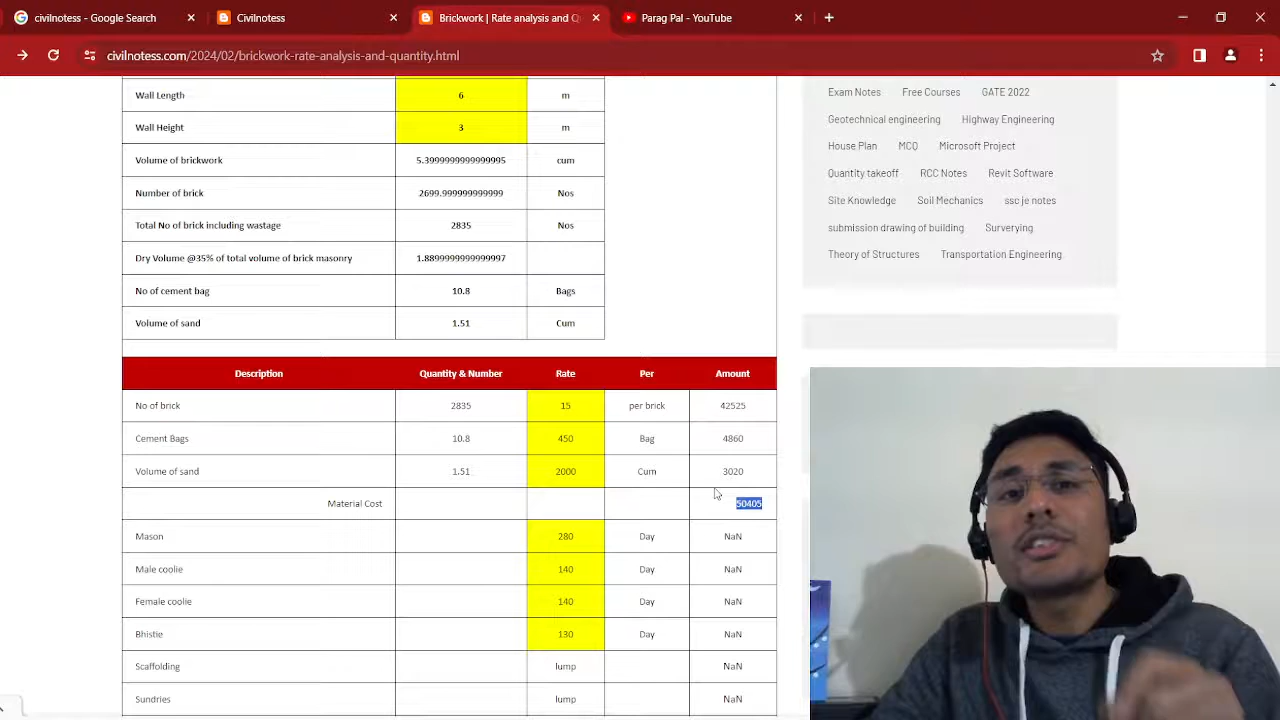 civilnotess - Google Search
Civilnotess
Brickwork | Rate analysis and Q
Parag Pal - YouTube
civilnotess.com/2024/02/brickwork-rate-analysis-and-quantity.html
Wall Length 6 m
Wall Height 3 m
Volume of brickwork 5.3999999999999995 cum
Number of brick 2699.999999999999 Nos
Total No of brick including wastage 2835 Nos
Dry Volume @35% of total volume of brick masonry 1.8899999999999997
No of cement bag 10.8 Bags
Volume of sand 1.51 Cum
Description Quantity & Number Rate Per Amount
No of brick 2835 15 per brick 42525
Cement Bags 10.8 450 Bag 4860
Volume of sand 1.51 2000 Cum 3020
Material Cost 50405
Mason 280 Day NaN
Male coolie 140 Day NaN
Female coolie 140 Day NaN
Bhistie 130 Day NaN
Scaffolding lump NaN
Sundries lump NaN
Exam Notes Free Courses GATE 2022
Geotechnical engineering Highway Engineering
House Plan MCQ Microsoft Project
Quantity takeoff RCC Notes Revit Software
Site Knowledge Soil Mechanics ssc je notes
submission drawing of building Surverying
Theory of Structures Transportation Engineering